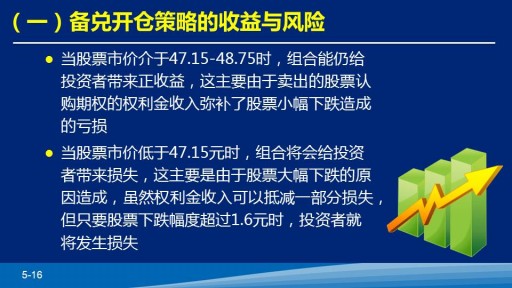 （一）备兑开仓策略的收益与风险
当股票市价介于47.15-48.75时，组合能仍给
投资者带来正收益，这主要由于卖出的股票认
购期权的权利金收入弥补了股票小幅下跌造成
的亏损
当股票市价低于47.15元时，组合将会给投资
者带来损失，这主要是由于股票大幅下跌的原
因造成，虽然权利金收入可以抵减一部分损失，
但只要股票下跌幅度超过1.6元时，投资者就
将发生损失
5-16